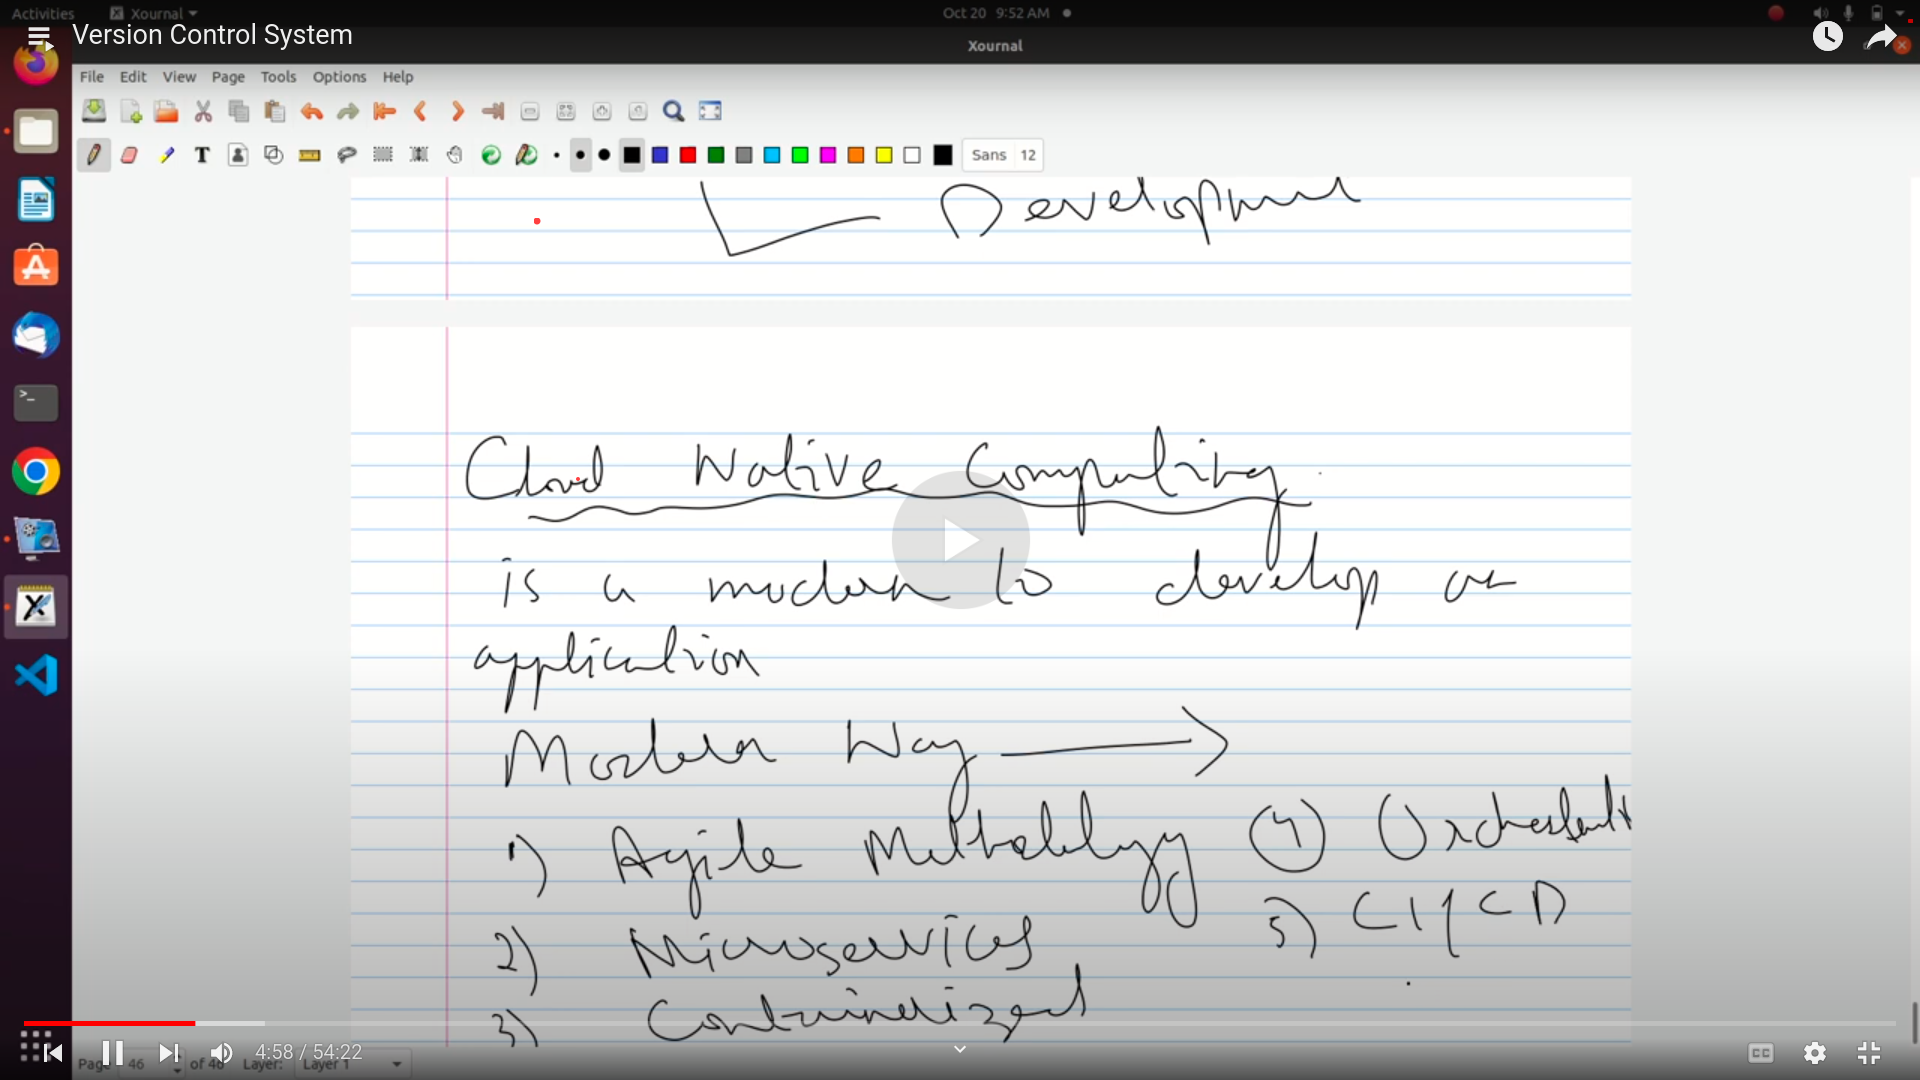 Activities Xournal Oct 20 9:52 AM
Version Control System
Xournal
File Edit View Page Tools Options Help
T Sans 12
Development
Cloud Native Computing
is a modern to develop an
application
Modern Way
1) Agile Methodology 4
2) Microservices 5) CI/CD
3) Containerized
4:58 / 54:22 CC
Page 46 of 46 Layer: Layer 1